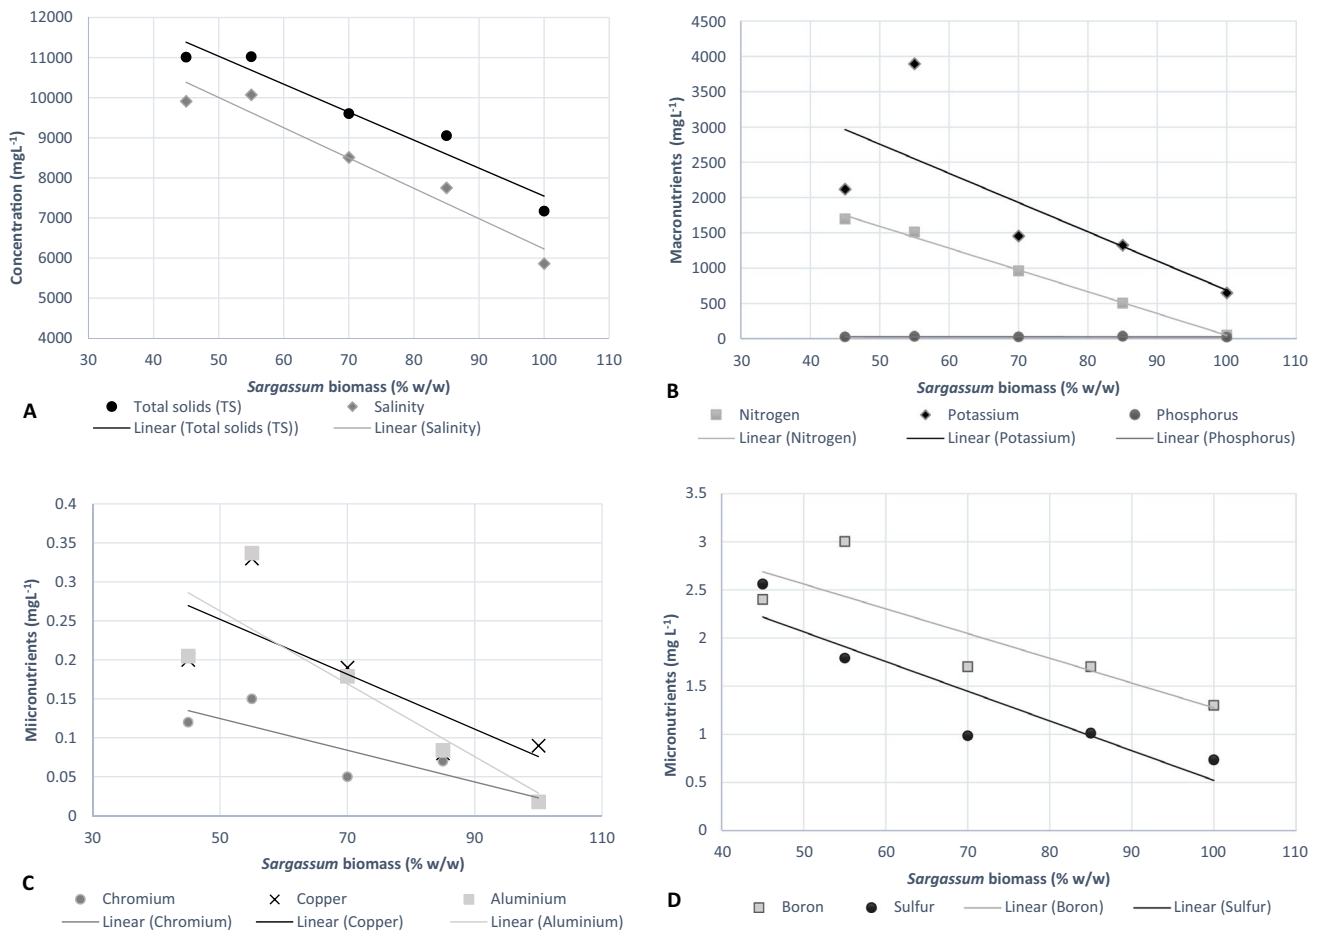 12000
11000
10000
9000
8000
7000
6000
5000
4000
Concentration (mgL-1)
30 40 50 60 70 80 90 100 110
Sargassum biomass (% w/w)
A
Total solids (TS) Salinity
Linear (Total solids (TS)) Linear (Salinity)
4500
4000
3500
3000
2500
2000
1500
1000
500
0
Macronutrients (mgL-1)
30 40 50 60 70 80 90 100 110
Sargassum biomass (% w/w)
B
Nitrogen Potassium Phosphorus
Linear (Nitrogen) Linear (Potassium) Linear (Phosphorus)
0.4
0.35
0.3
0.25
0.2
0.15
0.1
0.05
0
Miicronutrients (mgL-1)
30 50 70 90 110
Sargassum biomass (% w/w)
C
Chromium Copper Aluminium
Linear (Chromium) Linear (Copper) Linear (Aluminium)
3.5
3
2.5
2
1.5
1
0.5
0
Micronutrients (mg L-1)
40 50 60 70 80 90 100 110
Sargassum biomass (% w/w)
D
Boron Sulfur Linear (Boron) Linear (Sulfur)